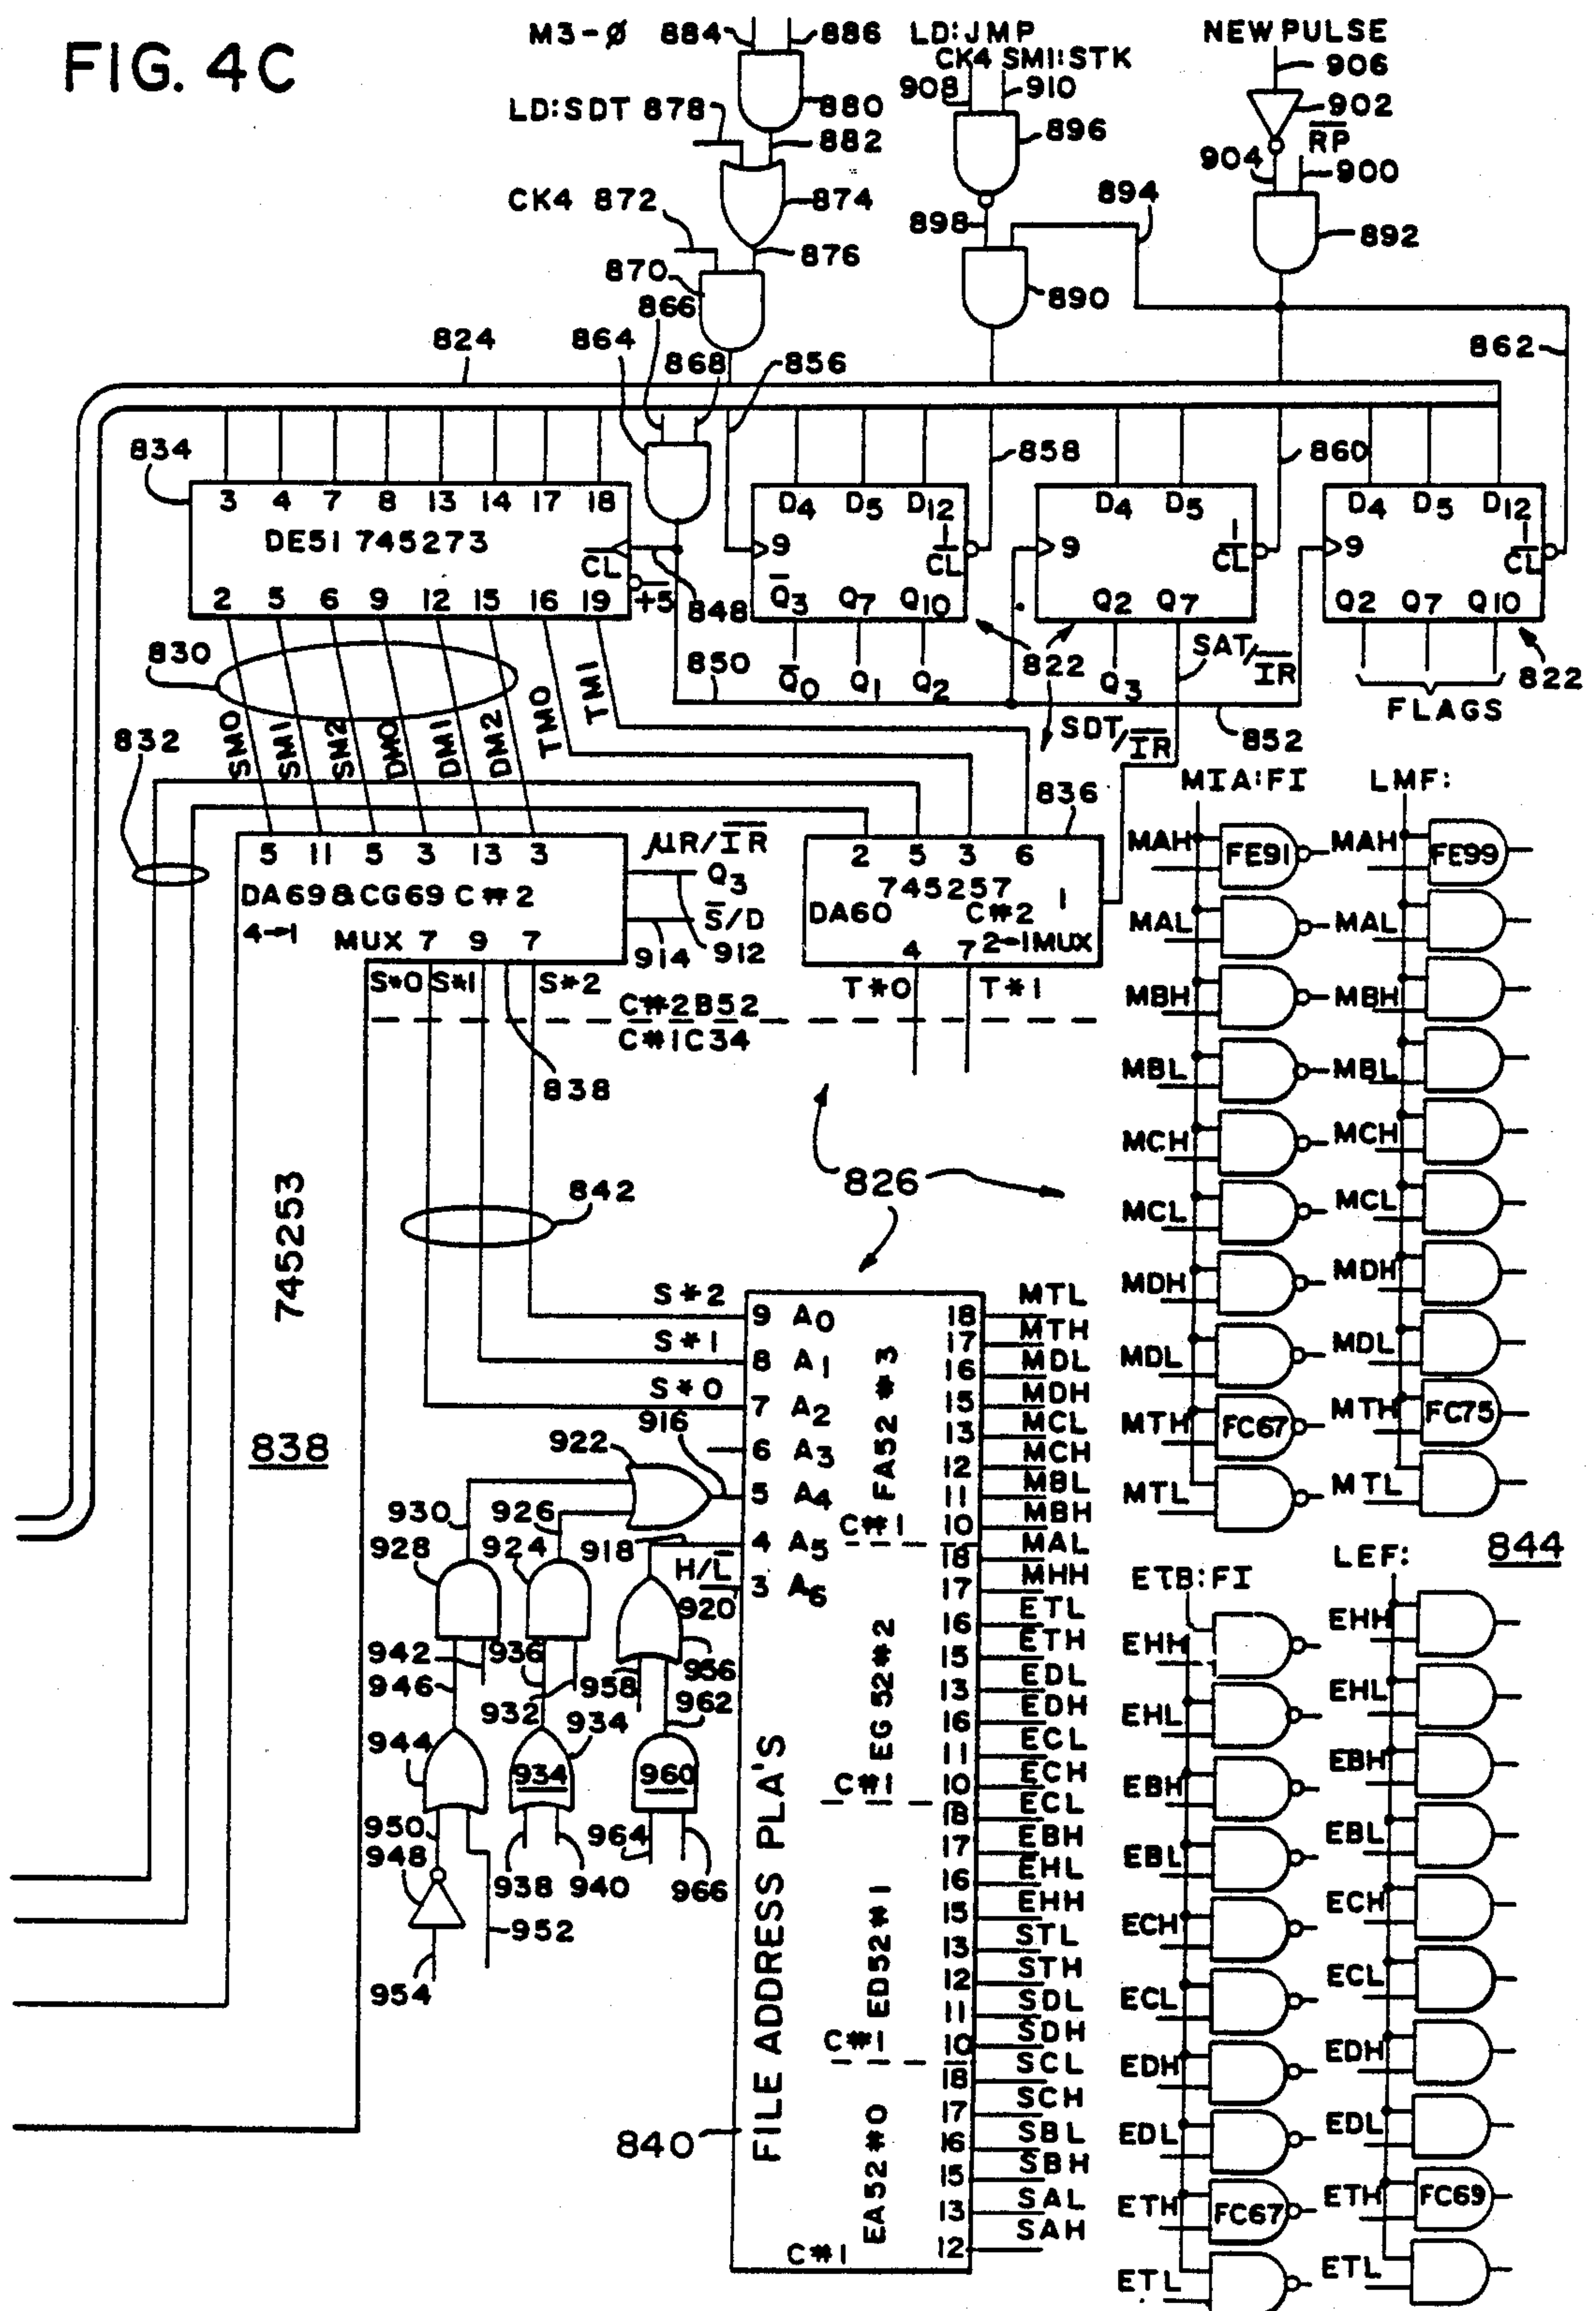 FIG. 4C
M3-Ø 884 886 LD:JMP NEWPULSE
CK4 SM1:STK
908 910 906
880 902
LD:SDT 878 896 R̅P̅
882 904 900
CK4 872 874 898 894 892
876
870 890
866
824 864 868 856 862
834 858 860
3 4 7 8 13 14 17 18
DE51 745273
C̅L̅
+5
2 5 6 9 12 15 16 19
848
D4 D5 D12
9 1
C̅L̅
Q̅3 Q7 Q10
D4 D5
9 1
C̅L̅
Q2 Q7
D4 D5 D12
9 1
C̅L̅
Q2 Q7 Q10
830 850 822 SAT/I̅R̅ 822
Q̅0 Q1 Q2 Q3
FLAGS
832 SDT/I̅R̅ 852
SM0 SM1 SM2 DM0 DM1 DM2 TM0 TM1
836
5 11 5 3 13 3
DA69&CG69 C#2
4→1
MUX 7 9 7
µIR/I̅R̅
Q3
S̅/D
914 912
2 5 3 6
745257
DA60 C#2 1
2→1MUX
4 7
S*0 S*1 S*2
T*0 T*1
C#2B52
C#1C34
838
826
842
745253
838
S*2
S*1
S*0
916
922
930 926
928 924 918
H/L̅
920
942 936 958 956
946 932 934 962
944 934 960
950
948 964
938 940 966
952
954
9 A0
8 A1
7 A2
6 A3
5 A4
4 A5
3 A6
FILE ADDRESS PLA'S
840
FA52 #3
C#1
EG52#2
C#1
ED52#1
C#1
EA52#0
C#1
18 MTL
17 MTH
16 MDL
15 MDH
13 MCL
12 MCH
11 MBL
10 MBH
18 MAL
17 MHH
16 ETL
15 ETH
13 EDL
16 EDH
11 ECL
10 ECH
18 ECL
17 EBH
16 EHL
15 EHH
13 STL
12 STH
11 SDL
10 SDH
18 SCL
17 SCH
16 SBL
15 SBH
13 SAL
12 SAH
MIA:FI LMF:
MAH FE91 MAH FE99
MAL MAL
MBH MBH
MBL MBL
MCH MCH
MCL MCL
MDH MDH
MDL MDL
MTH FC67 MTH FC75
MTL MTL
844
ETB:FI LEF:
EHH EHH
EHL EHL
EBH EBH
EBL EBL
ECH ECH
ECL ECL
EDH EDH
EDL EDL
ETH FC67 ETH FC69
ETL ETL